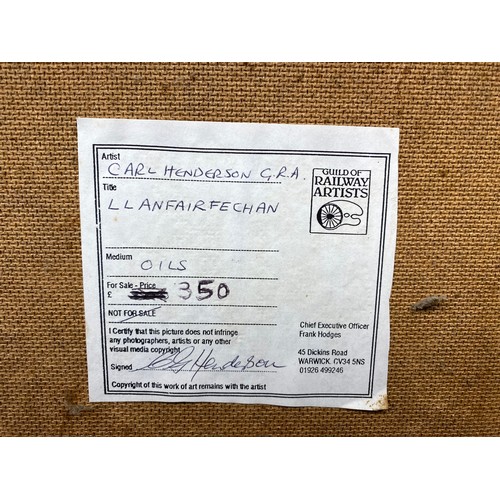 Artist
CARL HENDERSON G.R.A.
Title
LLANFAIRFECHAN
GUILD OF
RAILWAY
ARTISTS
Medium
OILS
For Sale - Price
£ 350
NOT FOR SALE
I Certify that this picture does not infringe
any photographers, artists or any other
visual media copyright
Signed CG Henderson
Copyright of this work of art remains with the artist
Chief Executive Officer
Frank Hodges
45 Dickins Road
WARWICK, CV34 5NS
01926 499246